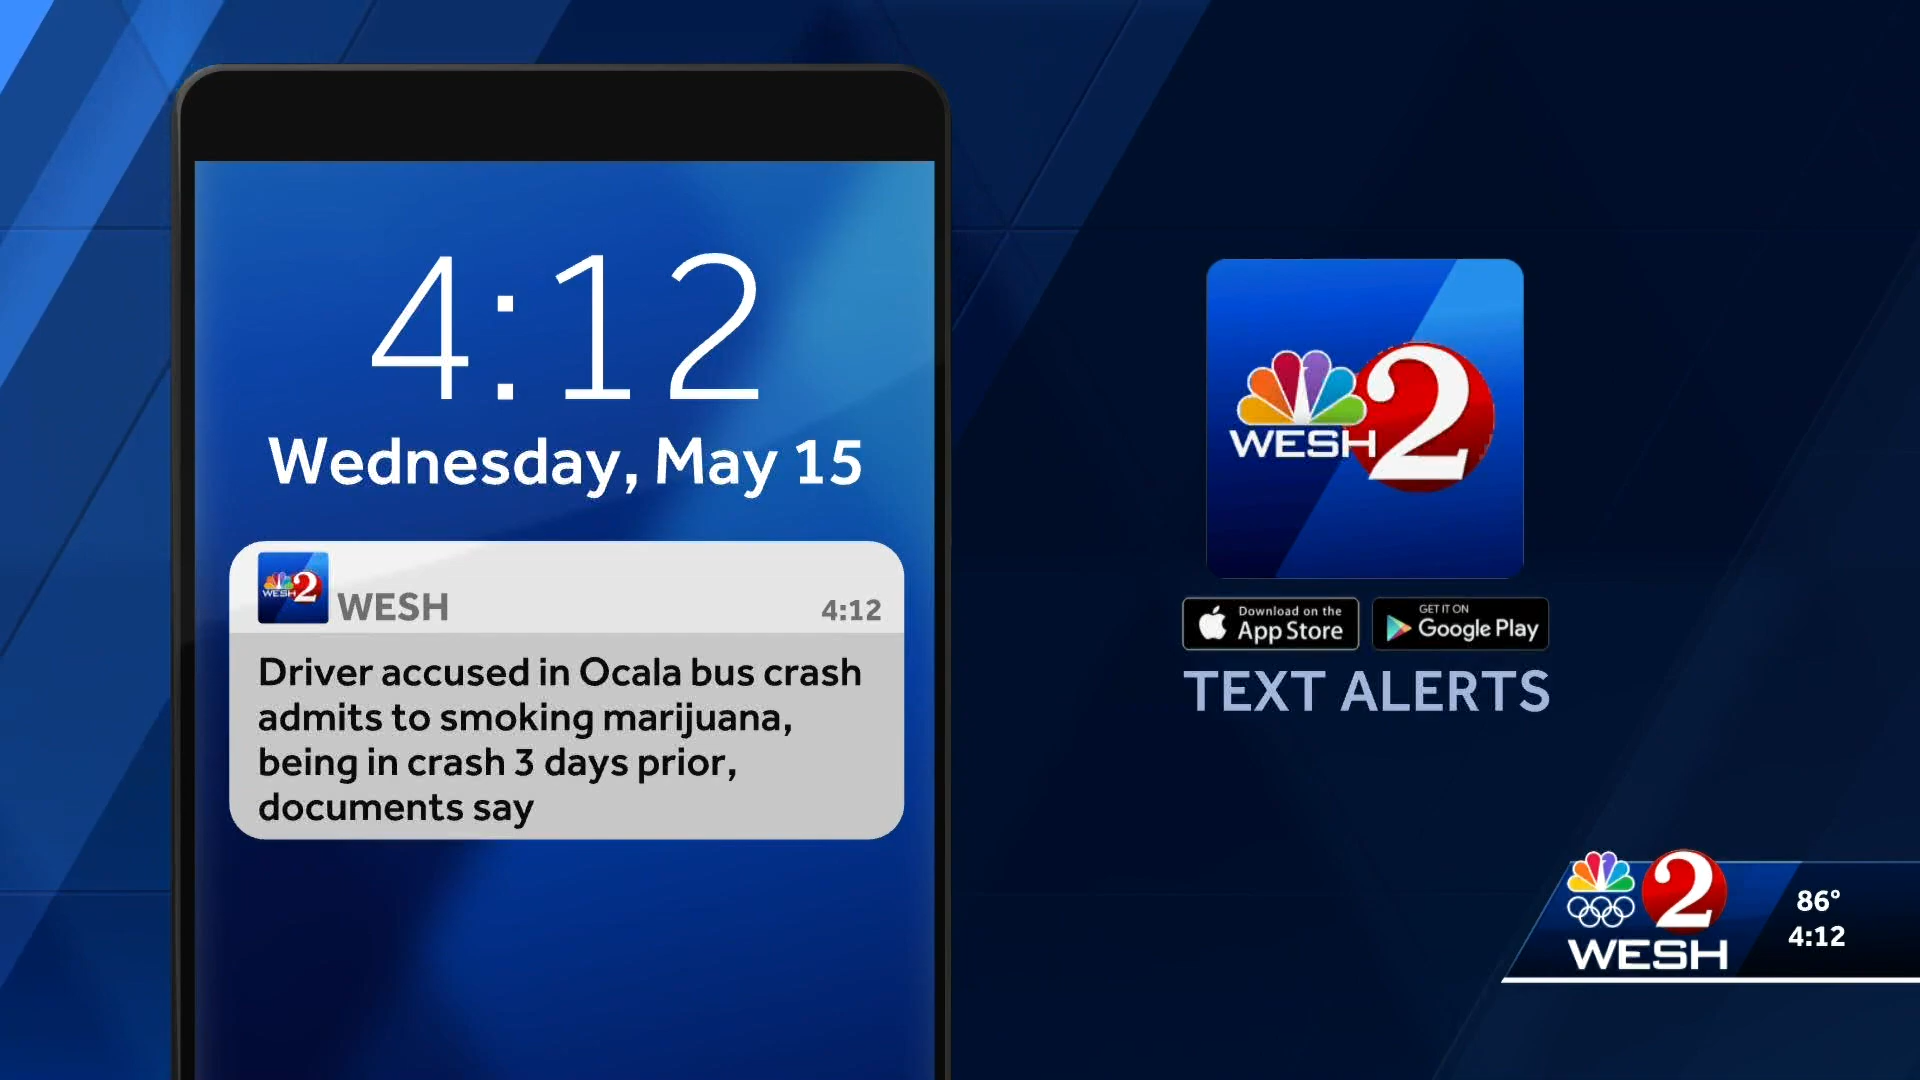 4:12
Wednesday, May 15
WESH 2
WESH
4:12
Driver accused in Ocala bus crash
admits to smoking marijuana,
being in crash 3 days prior,
documents say
WESH 2
Download on the
App Store
GET IT ON
Google Play
TEXT ALERTS
2
WESH
86°
4:12